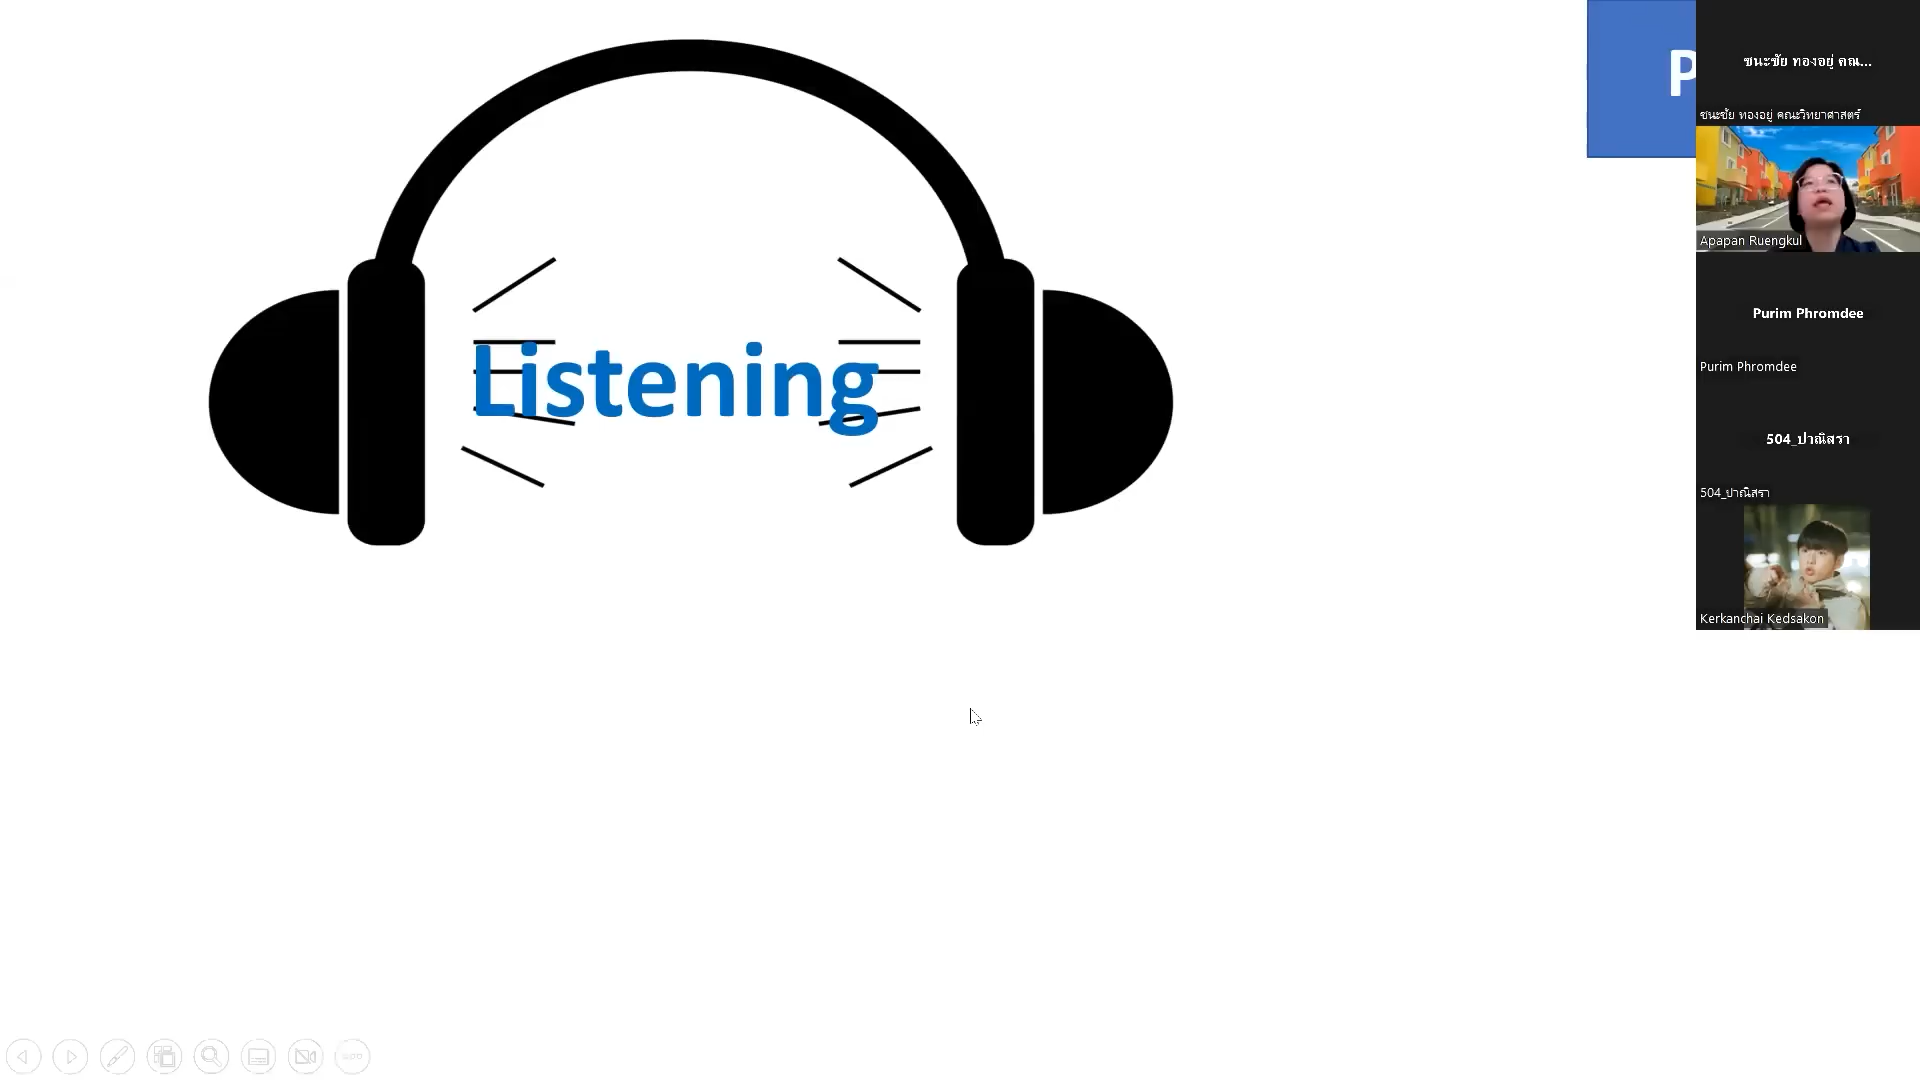 Listening
P
ชนะชัย ทองอยู่ คณ...
ชนะชัย ทองอยู่ คณะวิทยาศาสตร์
Apapan Ruengkul
Purim Phromdee
Purim Phromdee
504_ปาณิสรา
504_ปาณิสรา
Kerkanchai Kedsakon